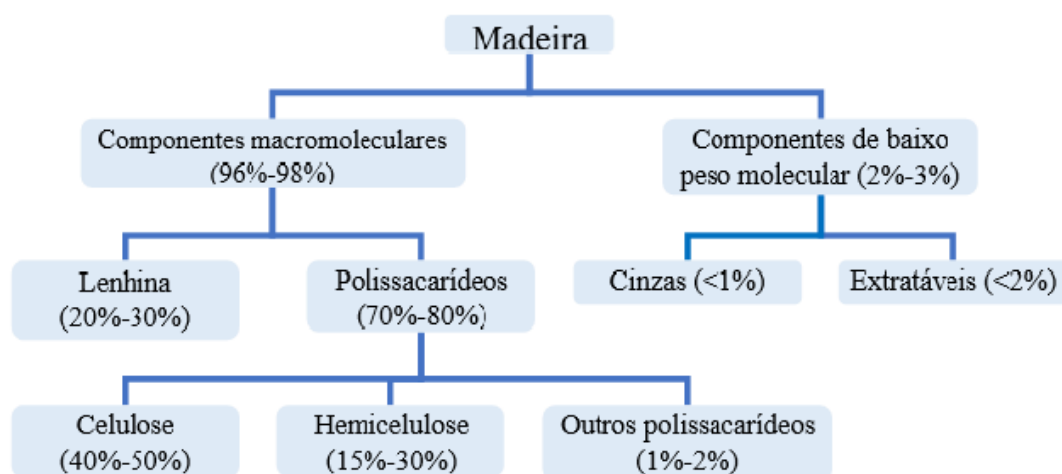 Madeira
Componentes macromoleculares
(96%-98%)
Componentes de baixo
peso molecular (2%-3%)
Lenhina
(20%-30%)
Polissacarídeos
(70%-80%)
Cinzas (<1%)
Extratáveis (<2%)
Celulose
(40%-50%)
Hemicelulose
(15%-30%)
Outros polissacarídeos
(1%-2%)